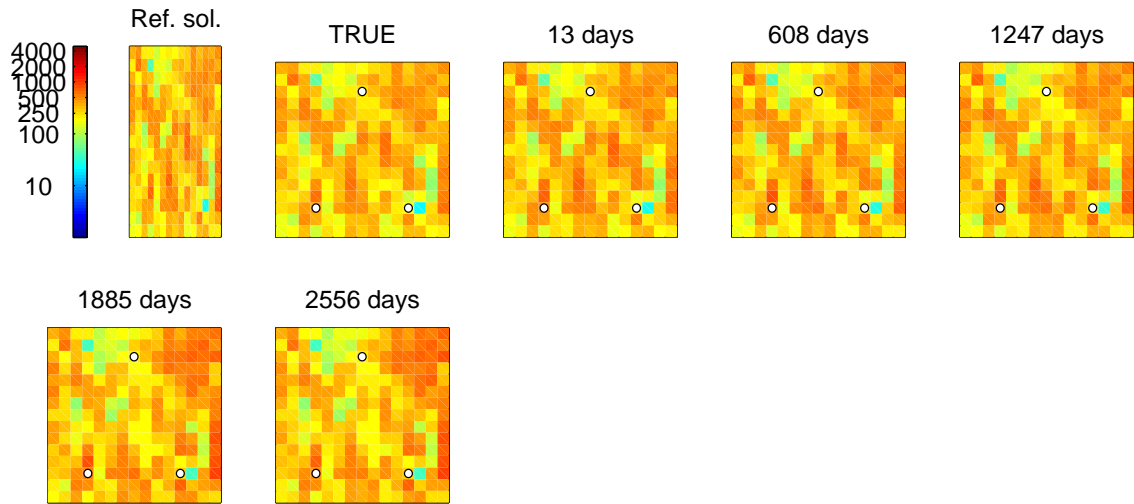 Ref. sol.
TRUE
13 days
608 days
1247 days
4000
2000
1000
500
250
100
10
1885 days
2556 days